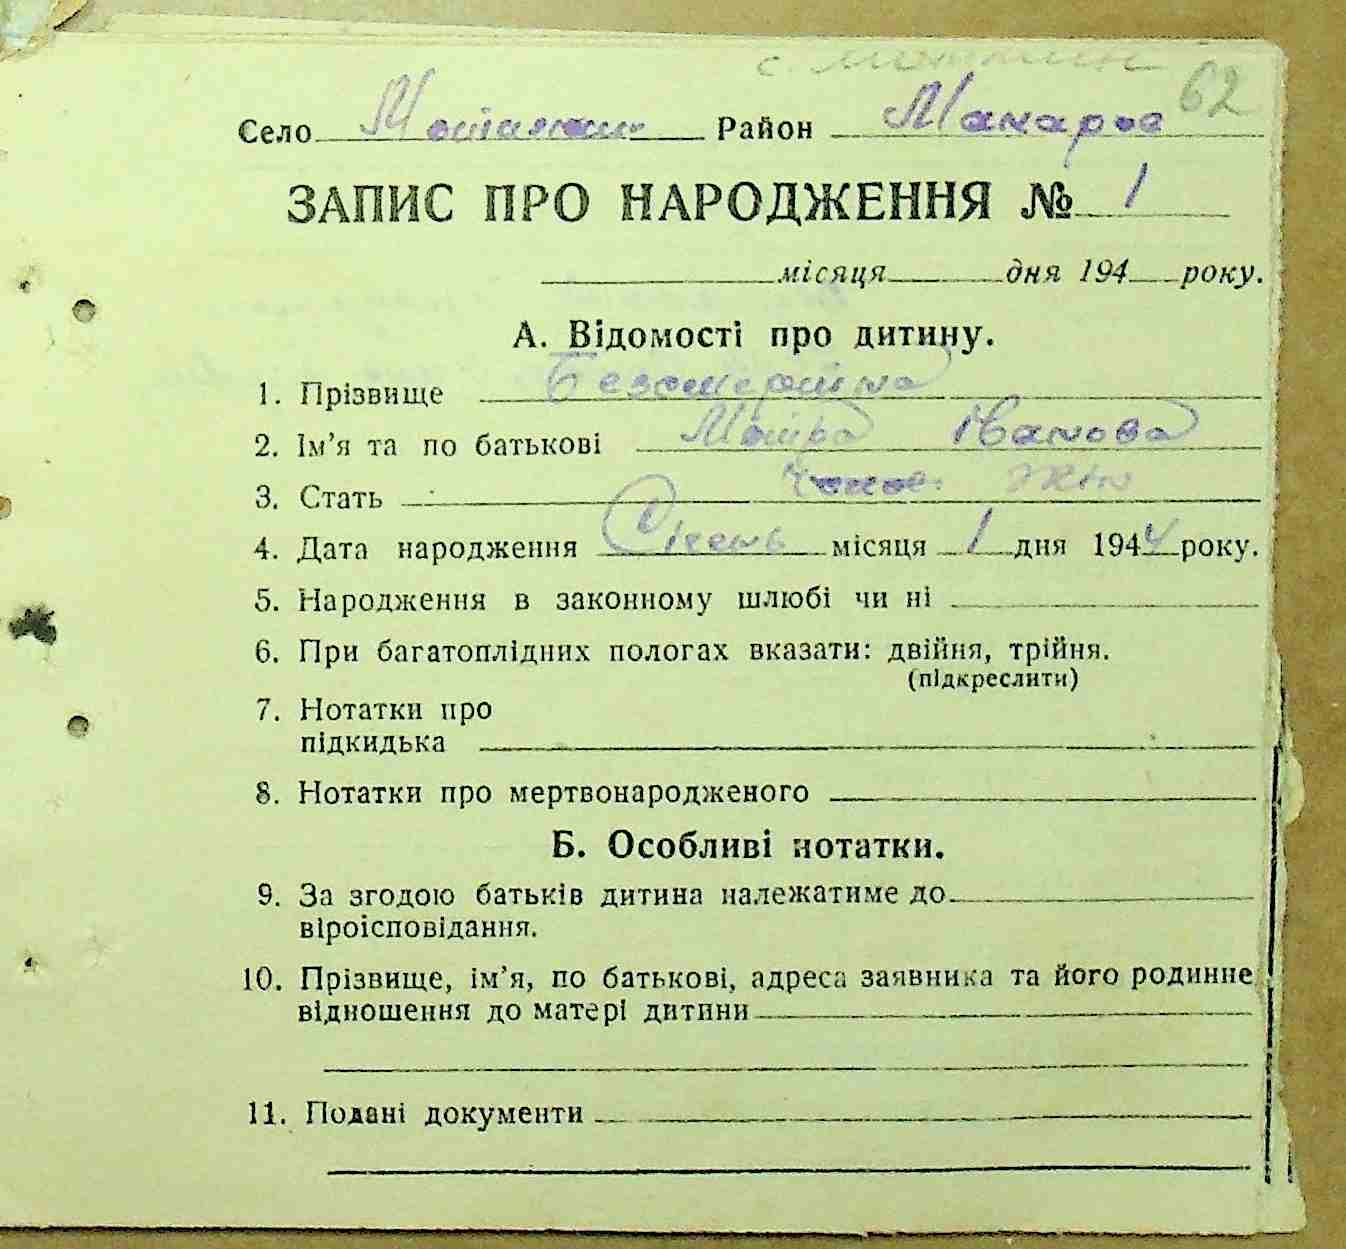 с. Мотижин 62
Село Мотижин Район Макаров
ЗАПИС ПРО НАРОДЖЕННЯ № 1
місяця дня 194 року.
А. Відомості про дитину.
1. Прізвище Безсмертна
2. Ім’я та по батькові Мотря Іванова
3. Стать Жін
4. Дата народження Січень місяця 1 дня 1944 року.
5. Народження в законному шлюбі чи ні
6. При багатоплідних пологах вказати: двійня, трійня.
(підкреслити)
7. Нотатки про
підкидька
8. Нотатки про мертвонародженого
Б. Особливі нотатки.
9. За згодою батьків дитина належатиме до
віроісповідання.
10. Прізвище, ім’я, по батькові, адреса заявника та його родинне
відношення до матері дитини
11. Подані документи